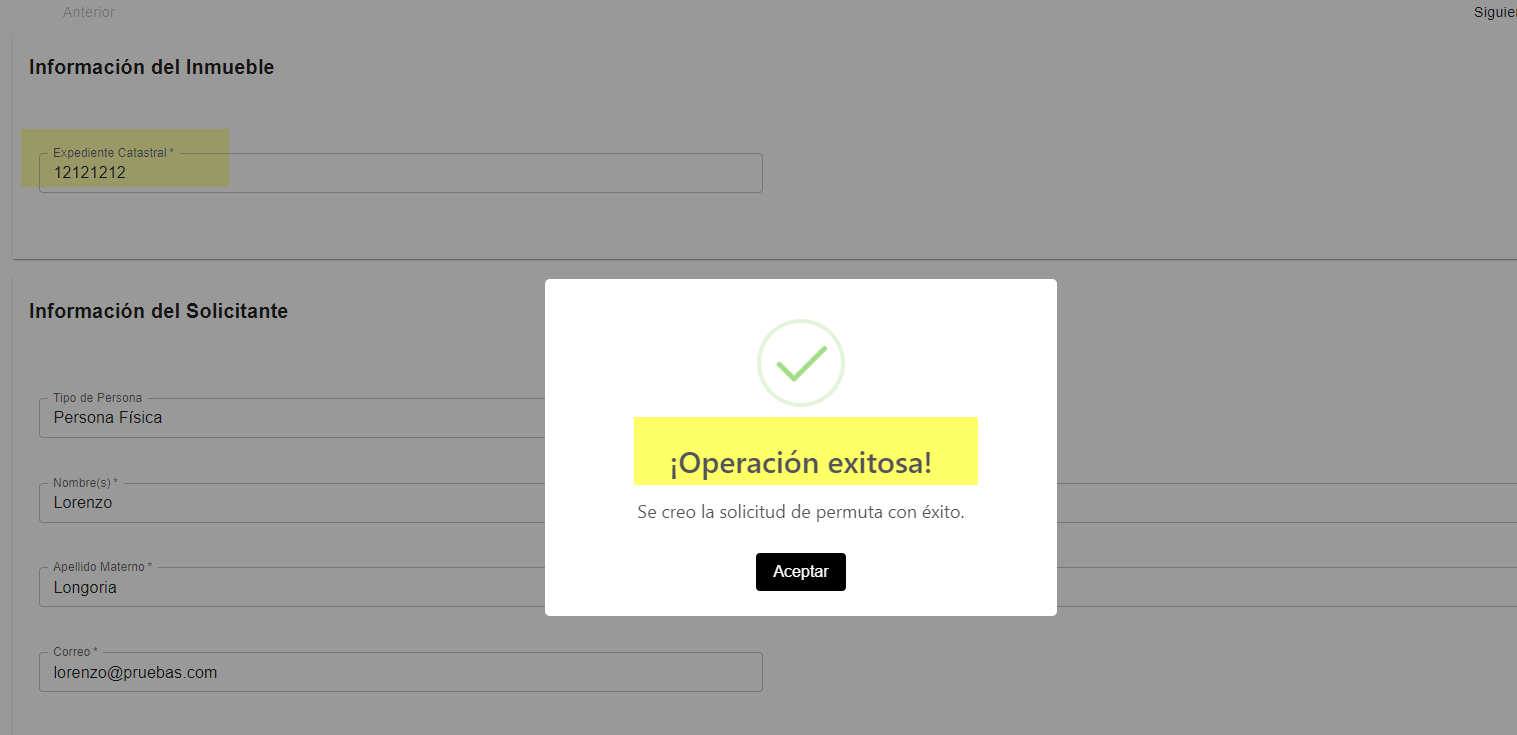 Anterior
Información del Inmueble
Expediente Catastral *
12121212
Información del Solicitante
Tipo de Persona
Persona Física
Nombre(s) *
Lorenzo
Apellido Materno *
Longoria
Correo *
lorenzo@pruebas.com
¡Operación exitosa!
Se creo la solicitud de permuta con éxito.
Aceptar